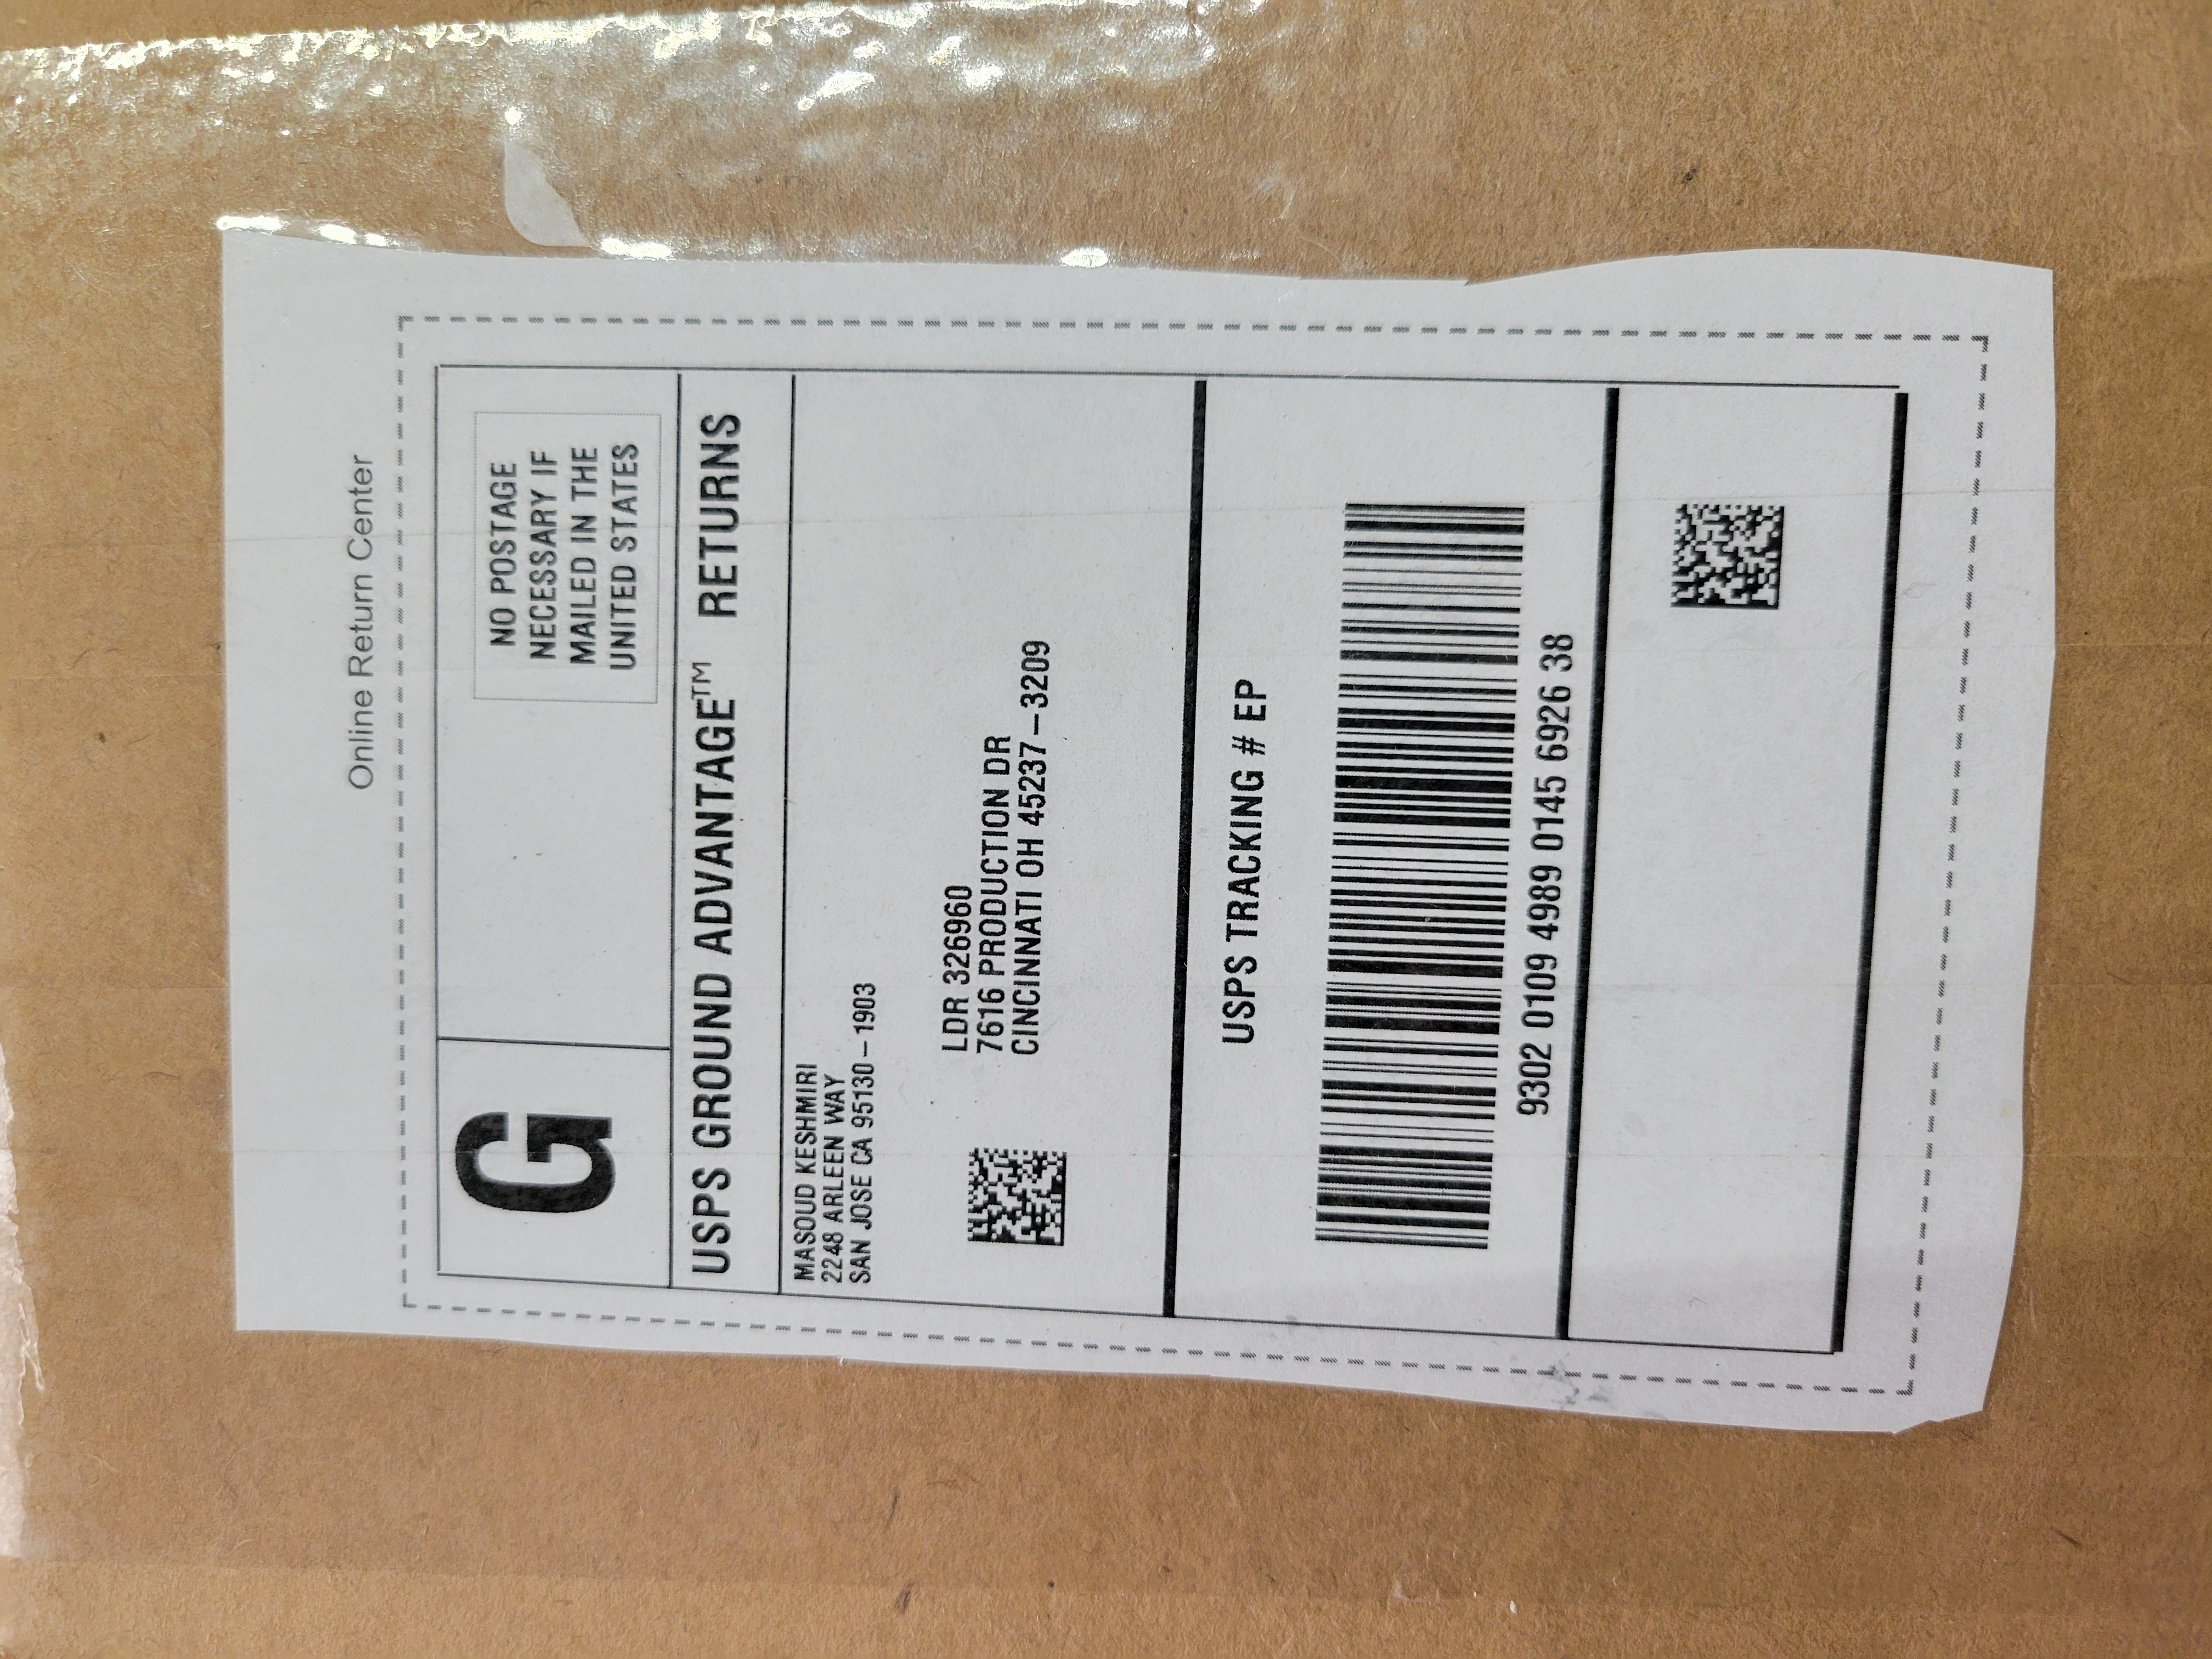 Online Return Center
G
NO POSTAGE
NECESSARY IF
MAILED IN THE
UNITED STATES
USPS GROUND ADVANTAGE™ RETURNS
MASOUD KESHMIRI
2248 ARLEEN WAY
SAN JOSE CA 95130-1903
LDR 326960
7616 PRODUCTION DR
CINCINNATI OH 45237-3209
USPS TRACKING # EP
9302 0109 4989 0145 6926 38